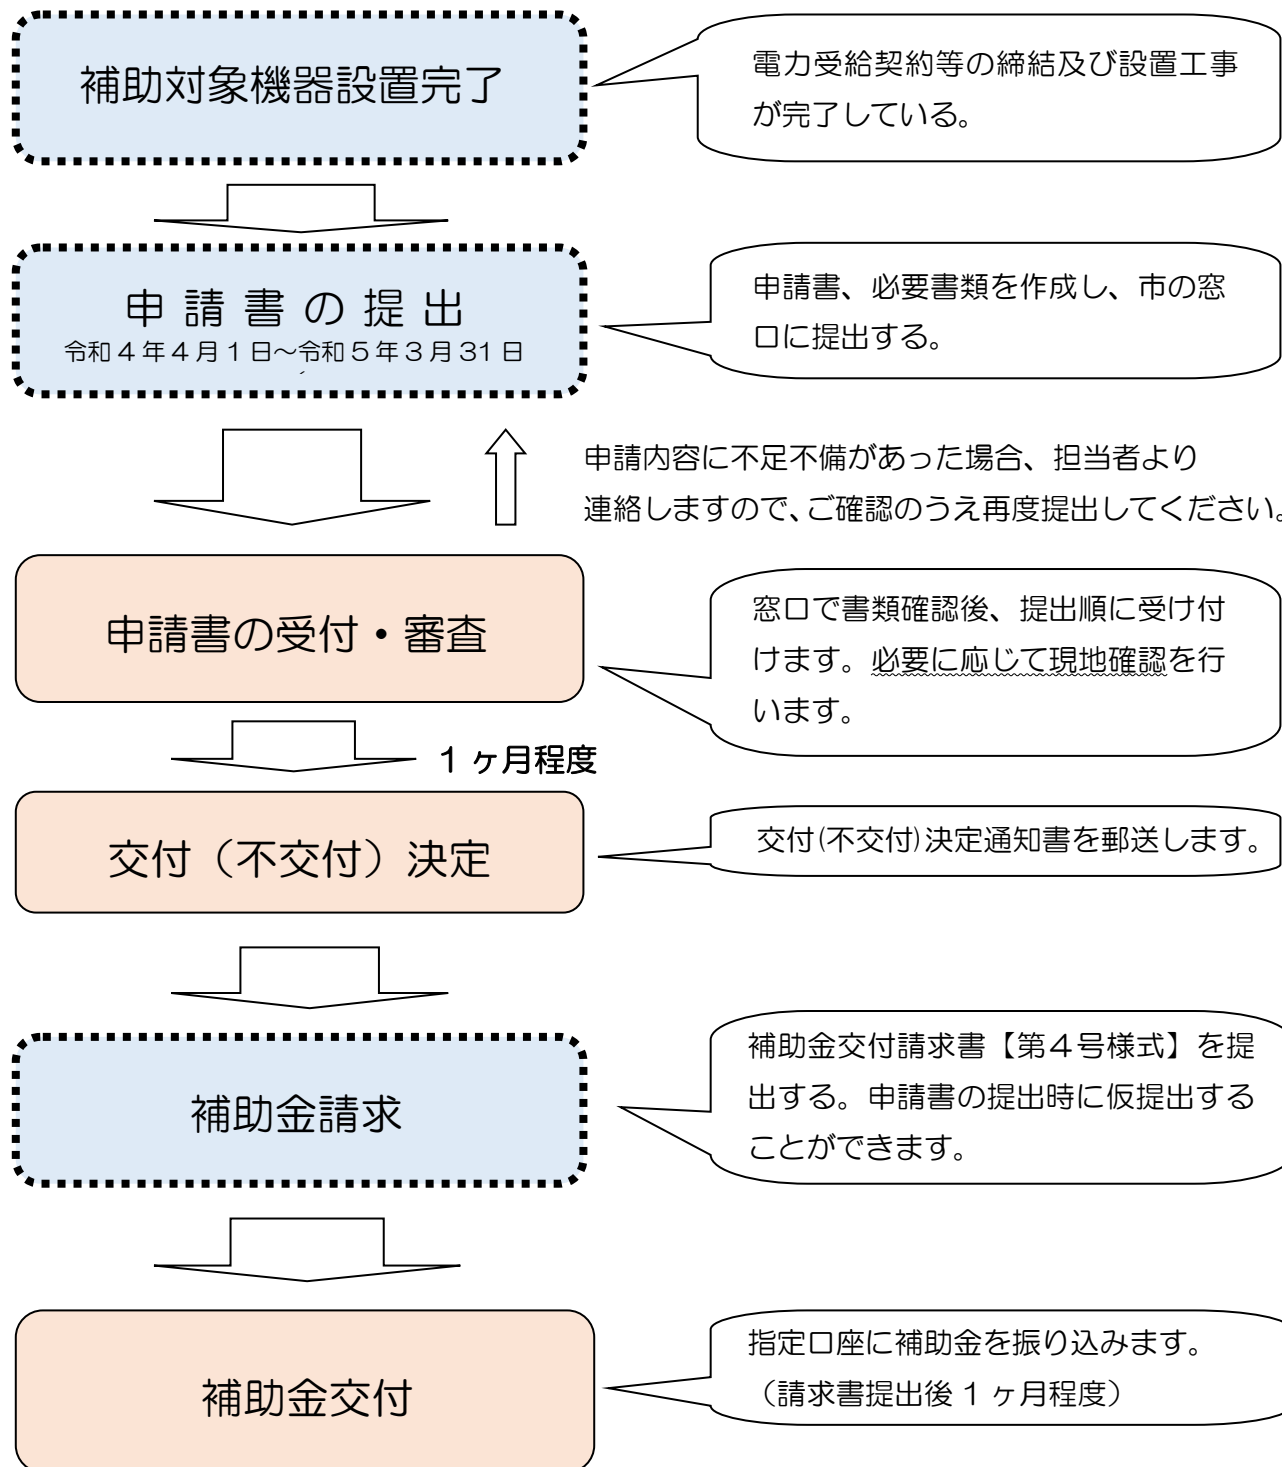 補助対象機器設置完了
電力受給契約等の締結及び設置工事
が完了している。
申請書の提出
令和４年４月１日～令和５年３月31日
申請書、必要書類を作成し、市の窓
口に提出する。
申請内容に不足不備があった場合、担当者より
連絡しますので、ご確認のうえ再度提出してください。
申請書の受付・審査
窓口で書類確認後、提出順に受け付
けます。必要に応じて現地確認を行
います。
１ヶ月程度
交付（不交付）決定
交付(不交付)決定通知書を郵送します。
補助金請求
補助金交付請求書【第４号様式】を提
出する。申請書の提出時に仮提出する
ことができます。
補助金交付
指定口座に補助金を振り込みます。
（請求書提出後１ヶ月程度）